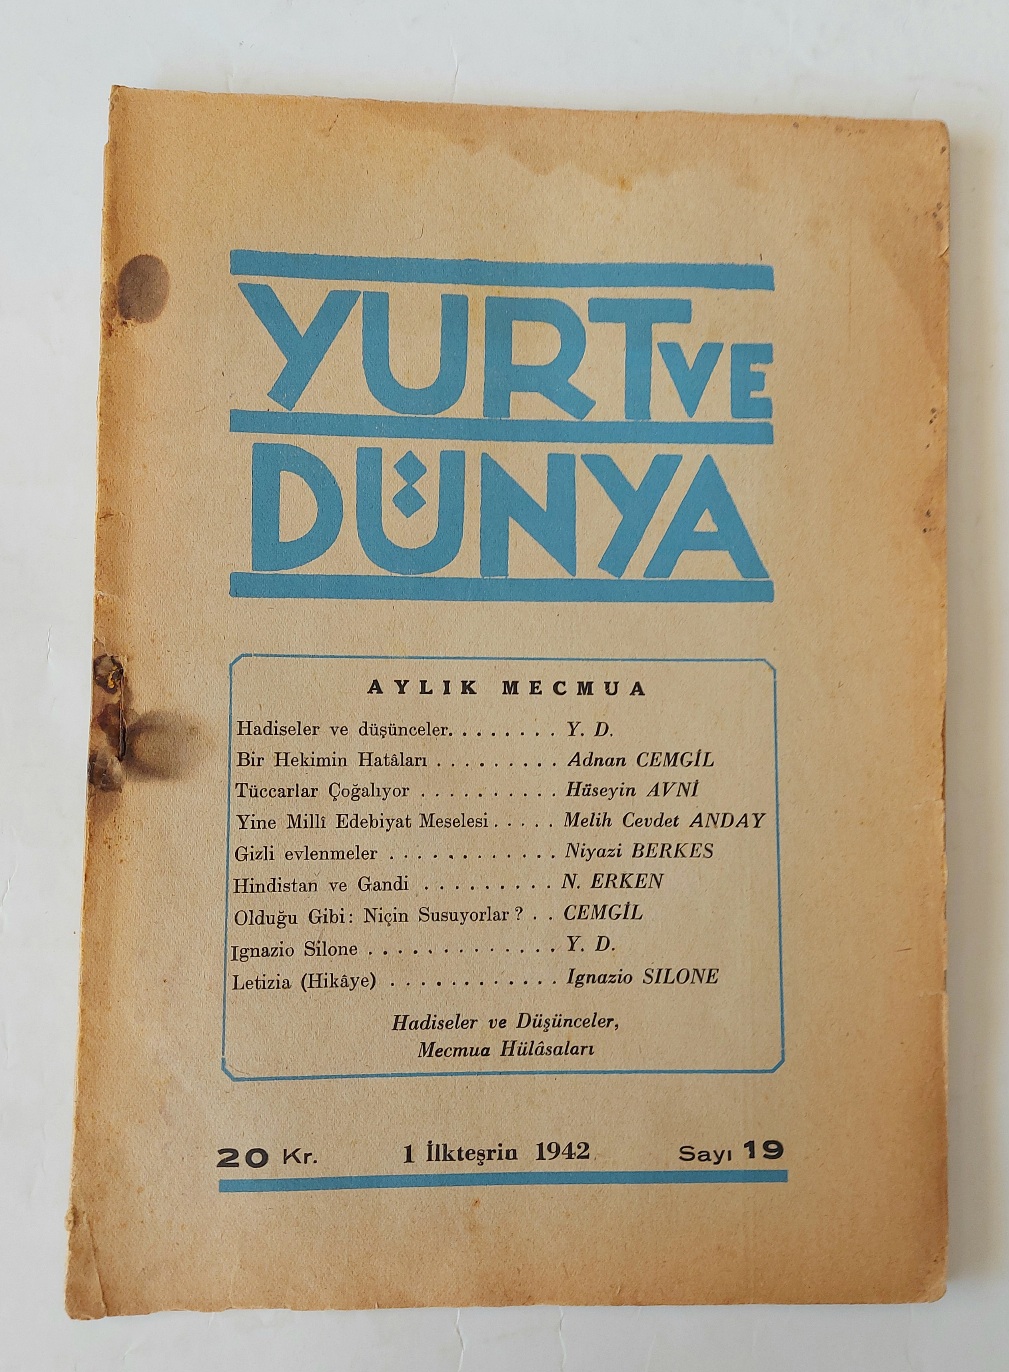 YURT VE
DÜNYA
AYLIK MECMUA
Hadiseler ve düşünceler. . . . . . . . Y. D.
Bir Hekimin Hatâları . . . . . . . . . Adnan CEMGİL
Tüccarlar Çoğalıyor . . . . . . . . . . Hüseyin AVNİ
Yine Millî Edebiyat Meselesi . . . . . Melih Cevdet ANDAY
Gizli evlenmeler . . . . . . . . . . . . Niyazi BERKES
Hindistan ve Gandi . . . . . . . . . N. ERKEN
Olduğu Gibi: Niçin Susuyorlar ? . . CEMGİL
Ignazio Silone . . . . . . . . . . . . . Y. D.
Letizia (Hikâye) . . . . . . . . . . . . Ignazio SILONE
Hadiseler ve Düşünceler,
Mecmua Hülâsaları
20 Kr. 1 İlkteşrin 1942 Sayı 19